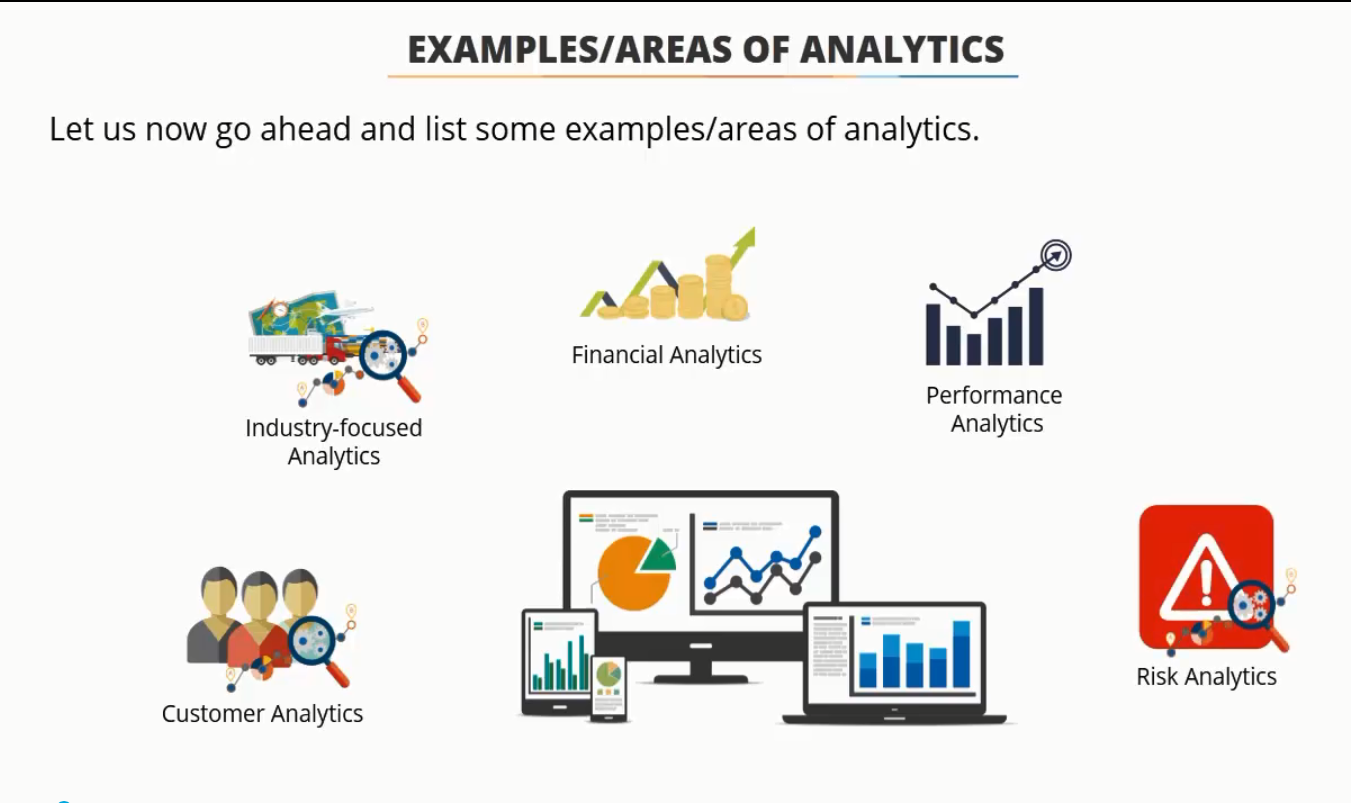 EXAMPLES/AREAS OF ANALYTICS
Let us now go ahead and list some examples/areas of analytics.
Financial Analytics
Performance
Analytics
Industry-focused
Analytics
Risk Analytics
Customer Analytics